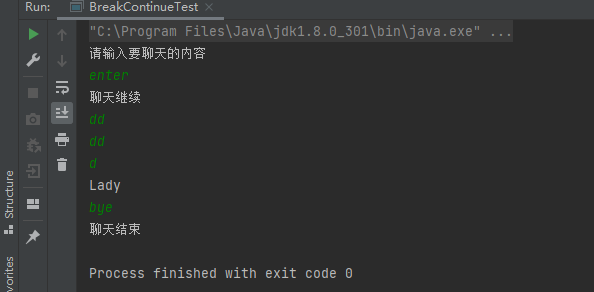 Run: BreakContinueTest
"C:\Program Files\Java\jdk1.8.0_301\bin\java.exe" ...
请输入要聊天的内容
enter
聊天继续
dd
dd
d
Lady
bye
聊天结束
Process finished with exit code 0
Structure
vorites